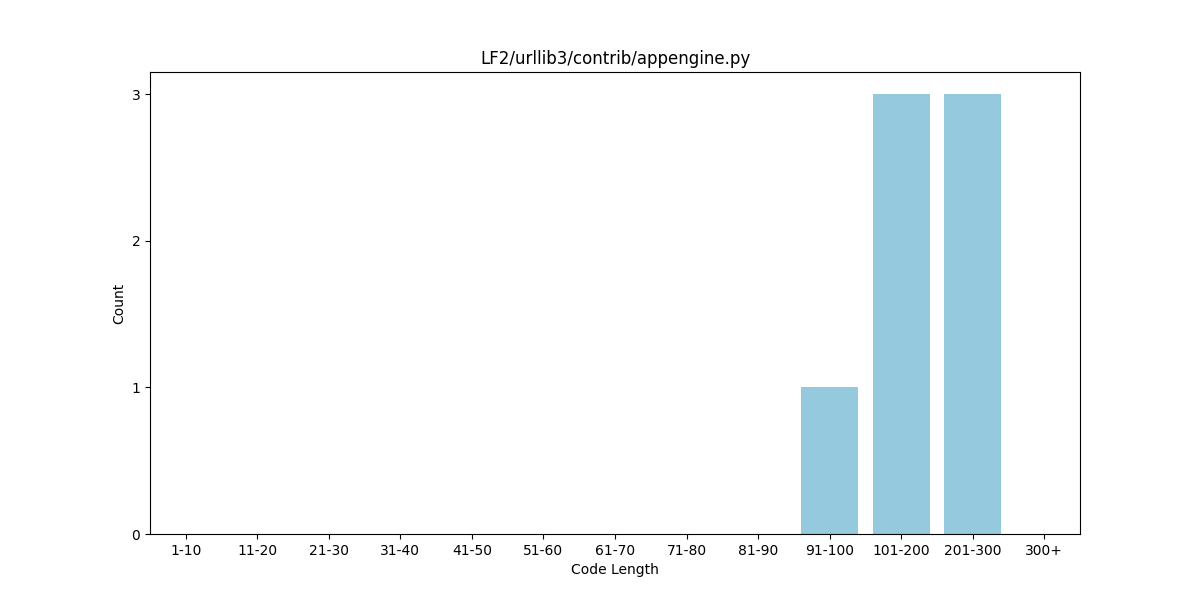 LF2/urllib3/contrib/appengine.py
3
2
1
0
Count
1-10 11-20 21-30 31-40 41-50 51-60 61-70 71-80 81-90 91-100 101-200 201-300 300+
Code Length